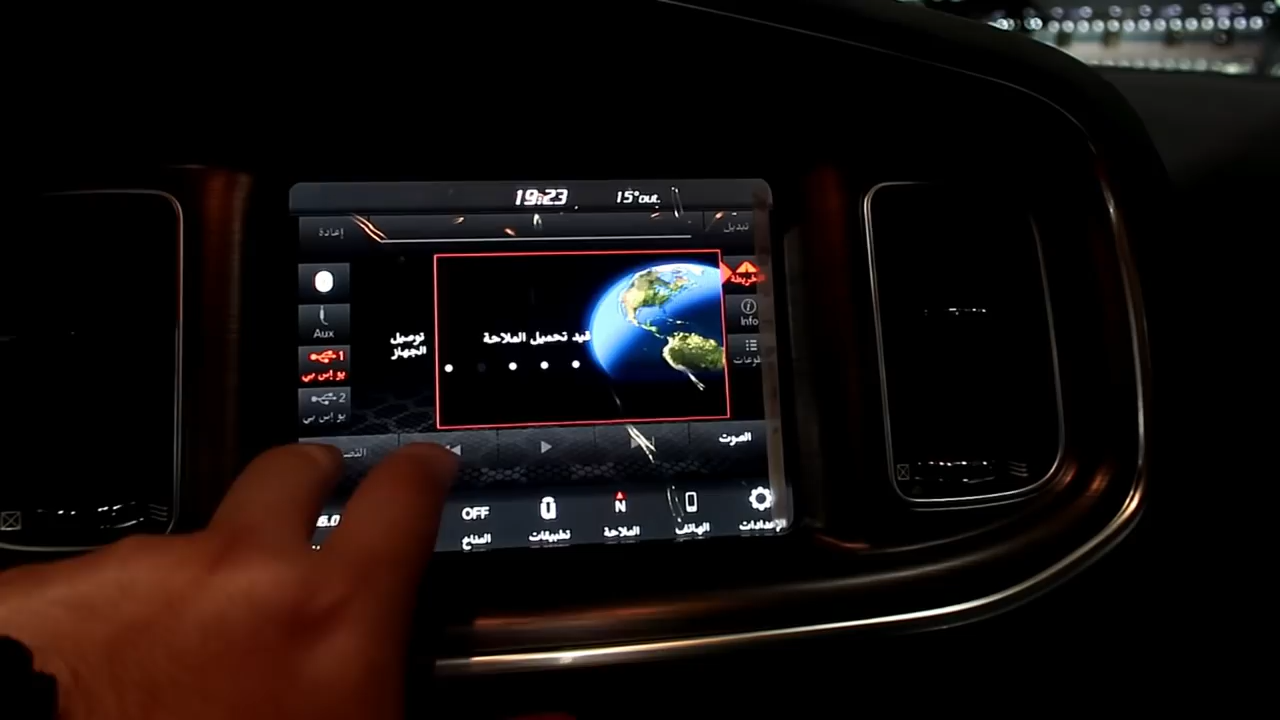 19:23
15°out.
إعادة
تبديل
Aux
1
يو إس بي
2
يو إس بي
توصيل
الجهاز
قيد تحميل الملاحة
Info
الصوت
OFF
المناخ
تطبيقات
N
الملاحة
الهاتف
الإعدادات